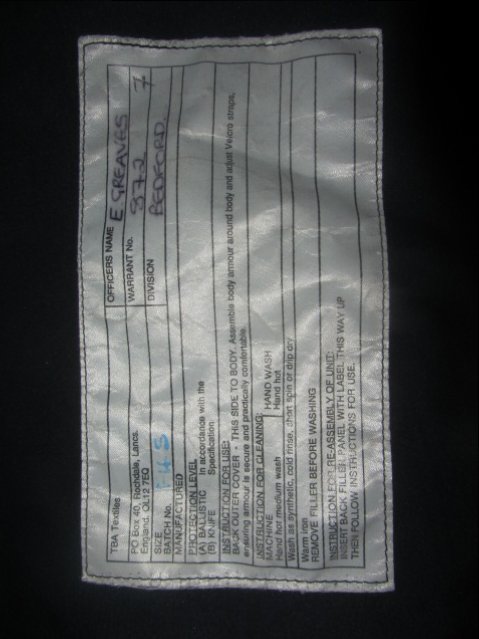 TBA Textiles
PO Box 40, Rochdale, Lancs.
England, OL12 7EQ
OFFICERS NAME E GREAVES
WARRANT No. 872
DIVISION BEDFORD 7
SIZE
BATCH No.
MANUFACTURED
PROTECTION LEVEL
(A) BALLISTIC In accordance with the
(B) KNIFE Specification:
INSTRUCTION FOR USE:
BACK OUTER COVER. THIS SIDE TO BODY. Assemble body armour around body and adjust Velcro straps,
ensuring armour is secure and practically comfortable.
INSTRUCTION FOR CLEANING:
MACHINE HAND WASH
Hand hot medium wash Hand hot
Wash as synthetic, cold rinse, short spin or drip dry
Warm iron
REMOVE FILLER BEFORE WASHING
INSTRUCTION FOR RE-ASSEMBLY OF UNIT:
INSERT BACK FILLER PANEL WITH LABEL THIS WAY UP
THEN FOLLOW INSTRUCTIONS FOR USE.